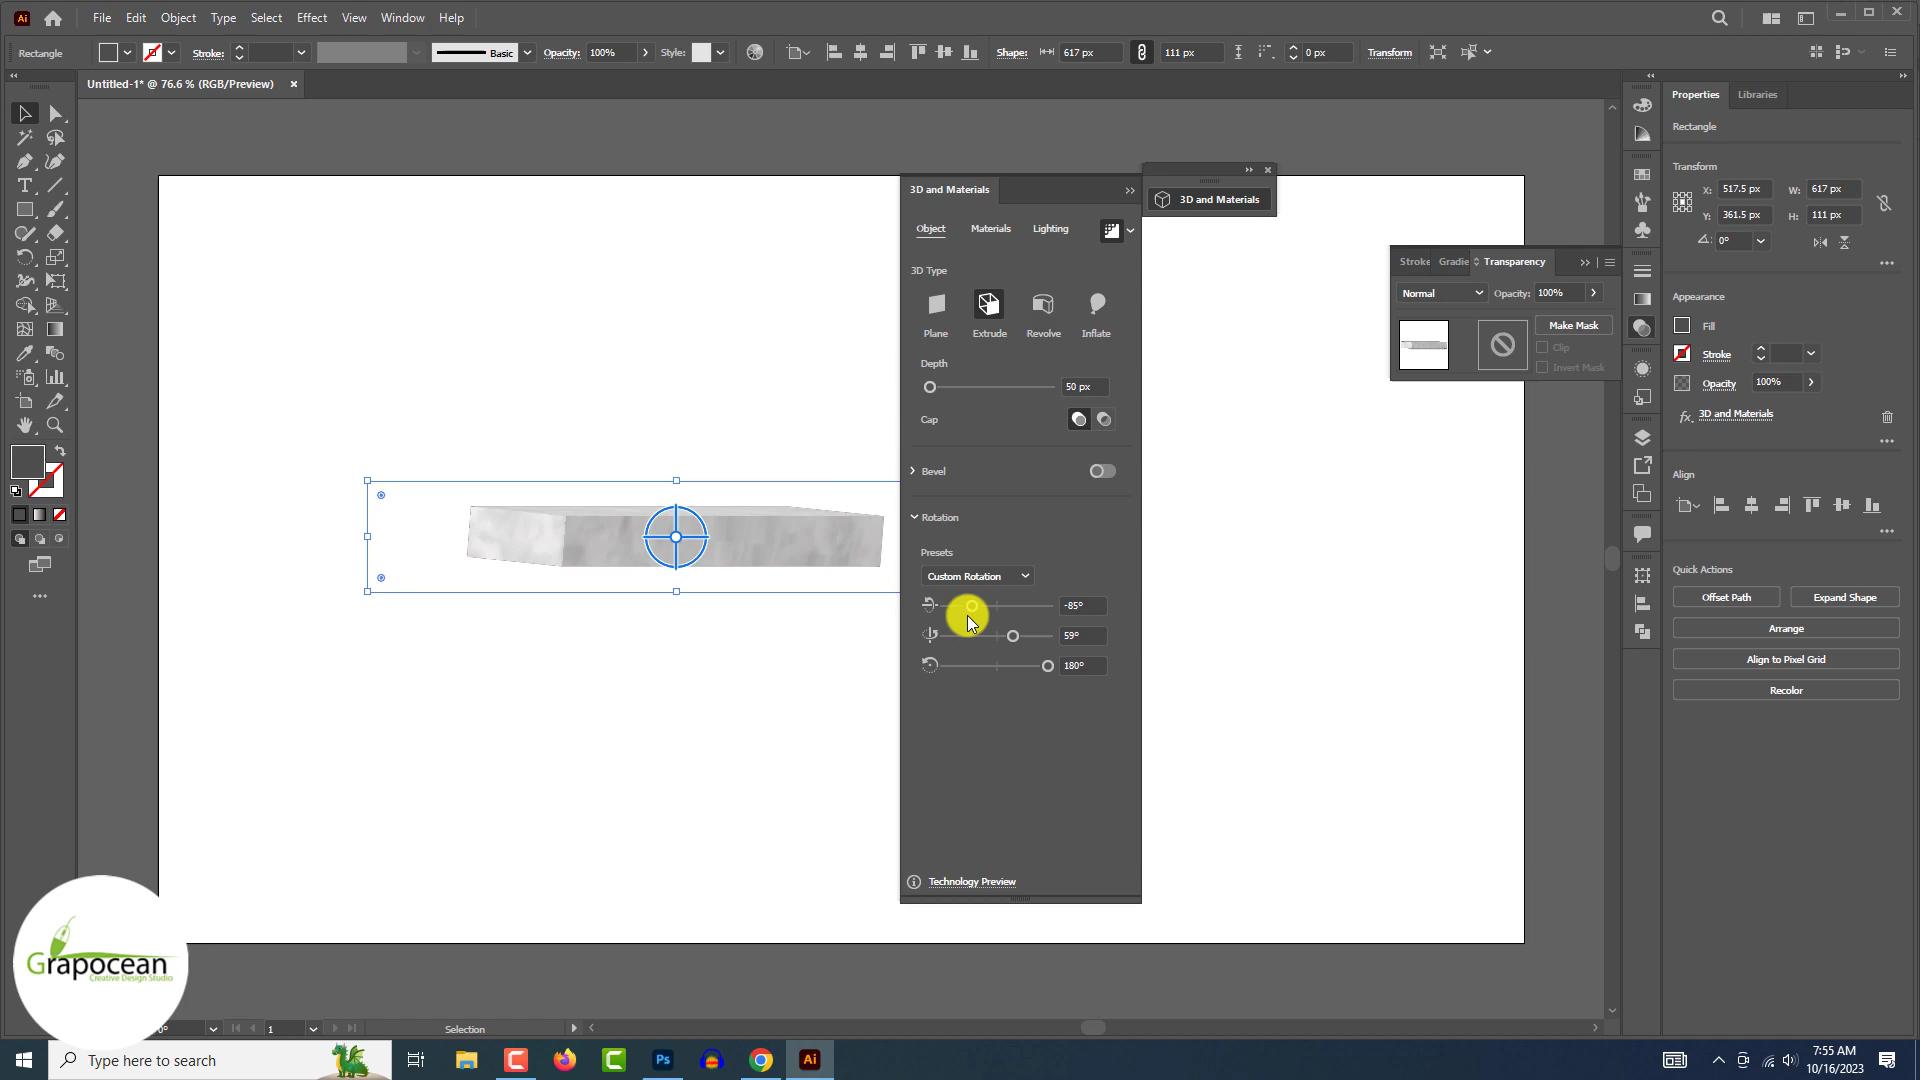 Ai File Edit Object Type Select Effect View Window Help
Rectangle Stroke: Basic Opacity: 100% Style: Shape: 617 px 111 px 0 px Transform
Untitled-1* @ 76.6 % (RGB/Preview) ×
Properties Libraries
Rectangle
Transform
X: 517.5 px W: 617 px
Y: 361.5 px H: 111 px
0°
Appearance
Fill
Stroke
Opacity 100%
fx 3D and Materials
Align
Quick Actions
Offset Path Expand Shape
Arrange
Align to Pixel Grid
Recolor
3D and Materials
3D and Materials
Object Materials Lighting
3D Type
Plane Extrude Revolve Inflate
Depth
50 px
Cap
Bevel
Rotation
Presets
Custom Rotation
-85°
59°
180°
Technology Preview
Stroke Gradie Transparency
Normal Opacity: 100%
Make Mask
Clip
Invert Mask
Grapocean
Creative Design Studio
0° 1 Selection
Type here to search
Ps Ai
7:55 AM
10/16/2023